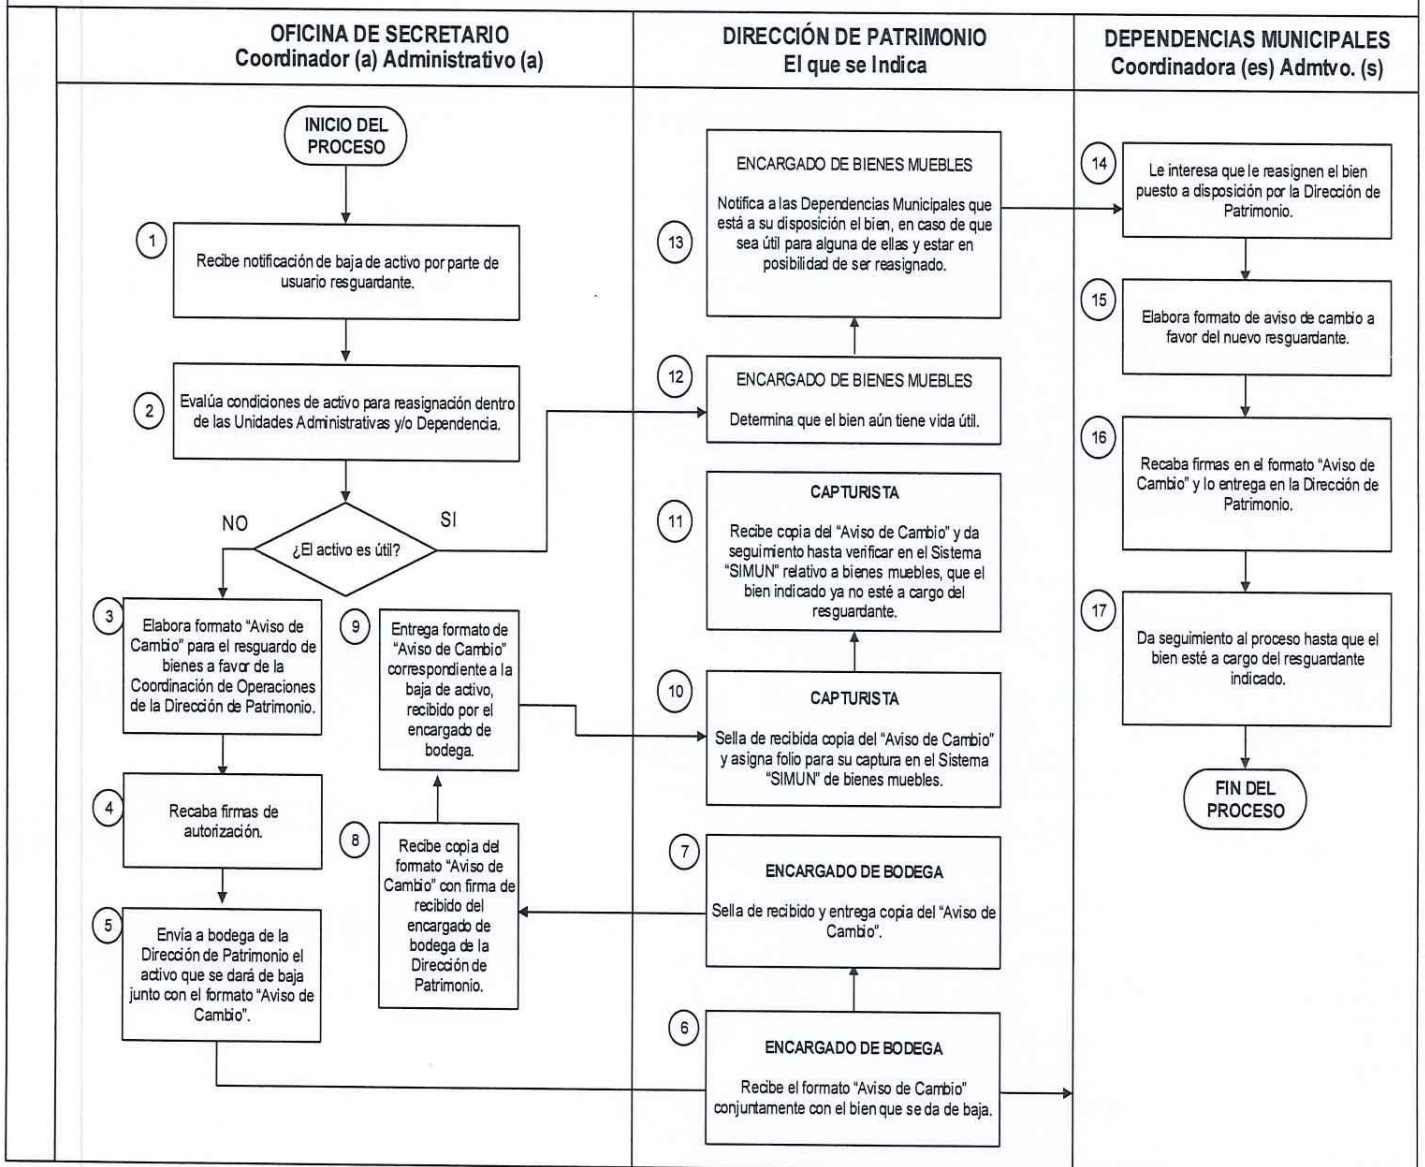 OFICINA DE SECRETARIO
Coordinador (a) Administrativo (a)
DIRECCIÓN DE PATRIMONIO
El que se Indica
DEPENDENCIAS MUNICIPALES
Coordinadora (es) Admtvo. (s)
INICIO DEL
PROCESO
1
Recibe notificación de baja de activo por parte de
usuario resguardante.
2
Evalúa condiciones de activo para reasignación dentro
de las Unidades Administrativas y/o Dependencia.
¿El activo es útil?
NO
SI
3
Elabora formato “Aviso de
Cambio” para el resguardo de
bienes a favor de la
Coordinación de Operaciones
de la Dirección de Patrimonio.
4
Recaba firmas de
autorización.
5
Envía a bodega de la
Dirección de Patrimonio el
activo que se dará de baja
junto con el formato “Aviso de
Cambio”.
9
Entrega formato de
“Aviso de Cambio”
correspondiente a la
baja de activo,
recibido por el
encargado de
bodega.
8
Recibe copia del
formato “Aviso de
Cambio” con firma de
recibido del
encargado de
bodega de la
Dirección de
Patrimonio.
13
ENCARGADO DE BIENES MUEBLES
Notifica a las Dependencias Municipales que
está a su disposición el bien, en caso de que
sea útil para alguna de ellas y estar en
posibilidad de ser reasignado.
12
ENCARGADO DE BIENES MUEBLES
Determina que el bien aún tiene vida útil.
11
CAPTURISTA
Recibe copia del “Aviso de Cambio” y da
seguimiento hasta verificar en el Sistema
“SIMUN” relativo a bienes muebles, que el
bien indicado ya no esté a cargo del
resguardante.
10
CAPTURISTA
Sella de recibida copia del “Aviso de Cambio”
y asigna folio para su captura en el Sistema
“SIMUN” de bienes muebles.
7
ENCARGADO DE BODEGA
Sella de recibido y entrega copia del “Aviso de
Cambio”.
6
ENCARGADO DE BODEGA
Recibe el formato “Aviso de Cambio”
conjuntamente con el bien que se da de baja.
14
Le interesa que le reasignen el bien
puesto a disposición por la Dirección de
Patrimonio.
15
Elabora formato de aviso de cambio a
favor del nuevo resguardante.
16
Recaba firmas en el formato “Aviso de
Cambio” y lo entrega en la Dirección de
Patrimonio.
17
Da seguimiento al proceso hasta que el
bien esté a cargo del resguardante
indicado.
FIN DEL
PROCESO